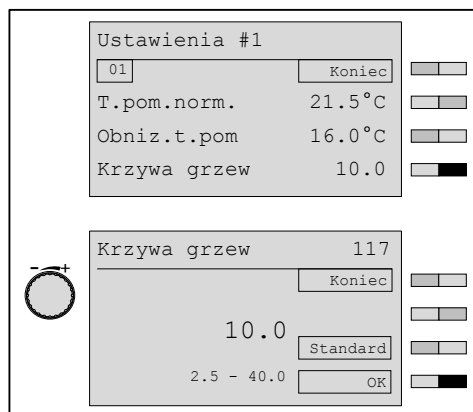 Ustawienia #1
01 Koniec
T.pom.norm. 21.5°C
Obniz.t.pom 16.0°C
Krzywa grzew 10.0
Krzywa grzew 117
Koniec
- +
10.0
Standard
2.5 - 40.0 OK